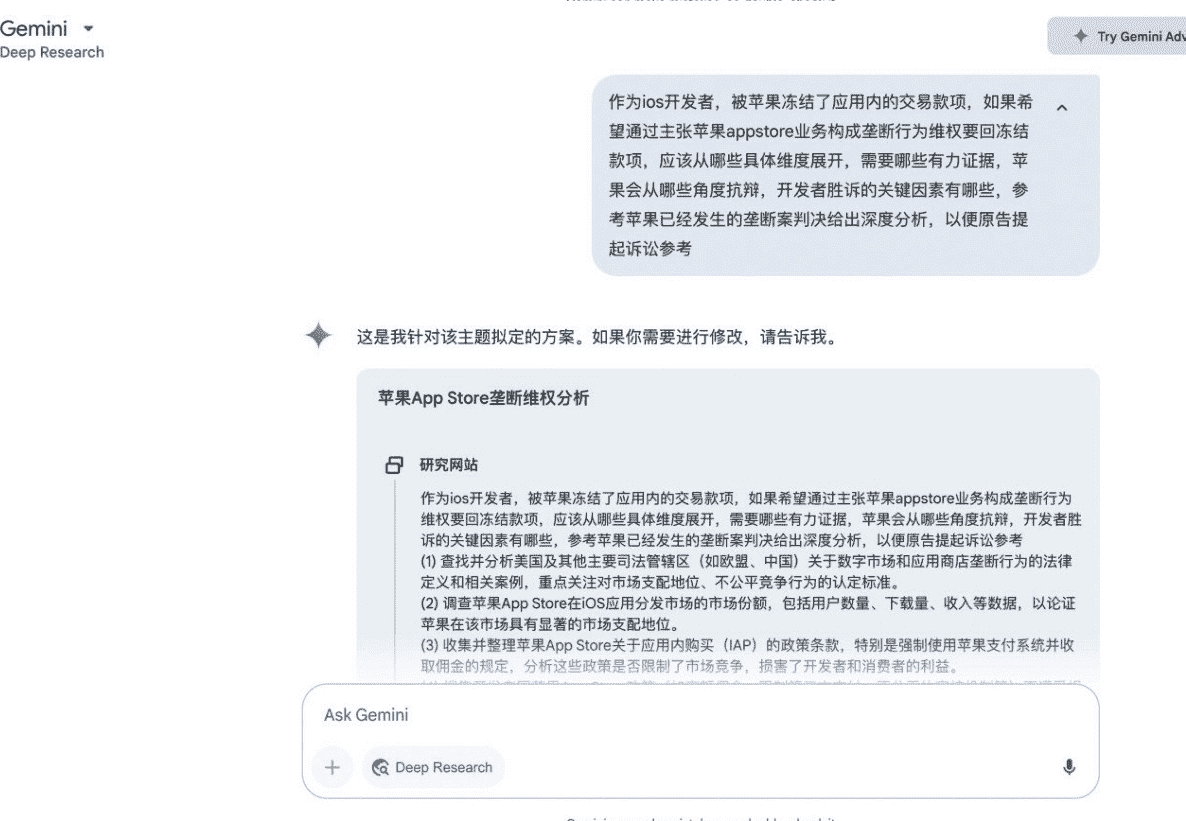 Gemini
Deep Research
Try Gemini Adv
作为ios开发者，被苹果冻结了应用内的交易款项，如果希
望通过主张苹果appstore业务构成垄断行为维权要回冻结
款项，应该从哪些具体维度展开，需要哪些有力证据，苹
果会从哪些角度抗辩，开发者胜诉的关键因素有哪些，参
考苹果已经发生的垄断案判决给出深度分析，以便原告提
起诉讼参考
这是我针对该主题拟定的方案。如果你需要进行修改，请告诉我。
苹果App Store垄断维权分析
研究网站
作为ios开发者，被苹果冻结了应用内的交易款项，如果希望通过主张苹果appstore业务构成垄断行为
维权要回冻结款项，应该从哪些具体维度展开，需要哪些有力证据，苹果会从哪些角度抗辩，开发者胜
诉的关键因素有哪些，参考苹果已经发生的垄断案判决给出深度分析，以便原告提起诉讼参考
(1) 查找并分析美国及其他主要司法管辖区（如欧盟、中国）关于数字市场和应用商店垄断行为的法律
定义和相关案例，重点关注对市场支配地位、不公平竞争行为的认定标准。
(2) 调查苹果App Store在iOS应用分发市场的市场份额，包括用户数量、下载量、收入等数据，以论证
苹果在该市场具有显著的市场支配地位。
(3) 收集并整理苹果App Store关于应用内购买（IAP）的政策条款，特别是强制使用苹果支付系统并收
取佣金的规定，分析这些政策是否限制了市场竞争，损害了开发者和消费者的利益。
Ask Gemini
Deep Research